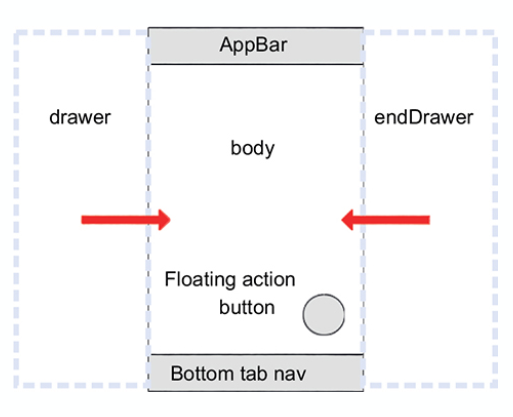 AppBar
drawer
endDrawer
body
Floating action
button
Bottom tab nav